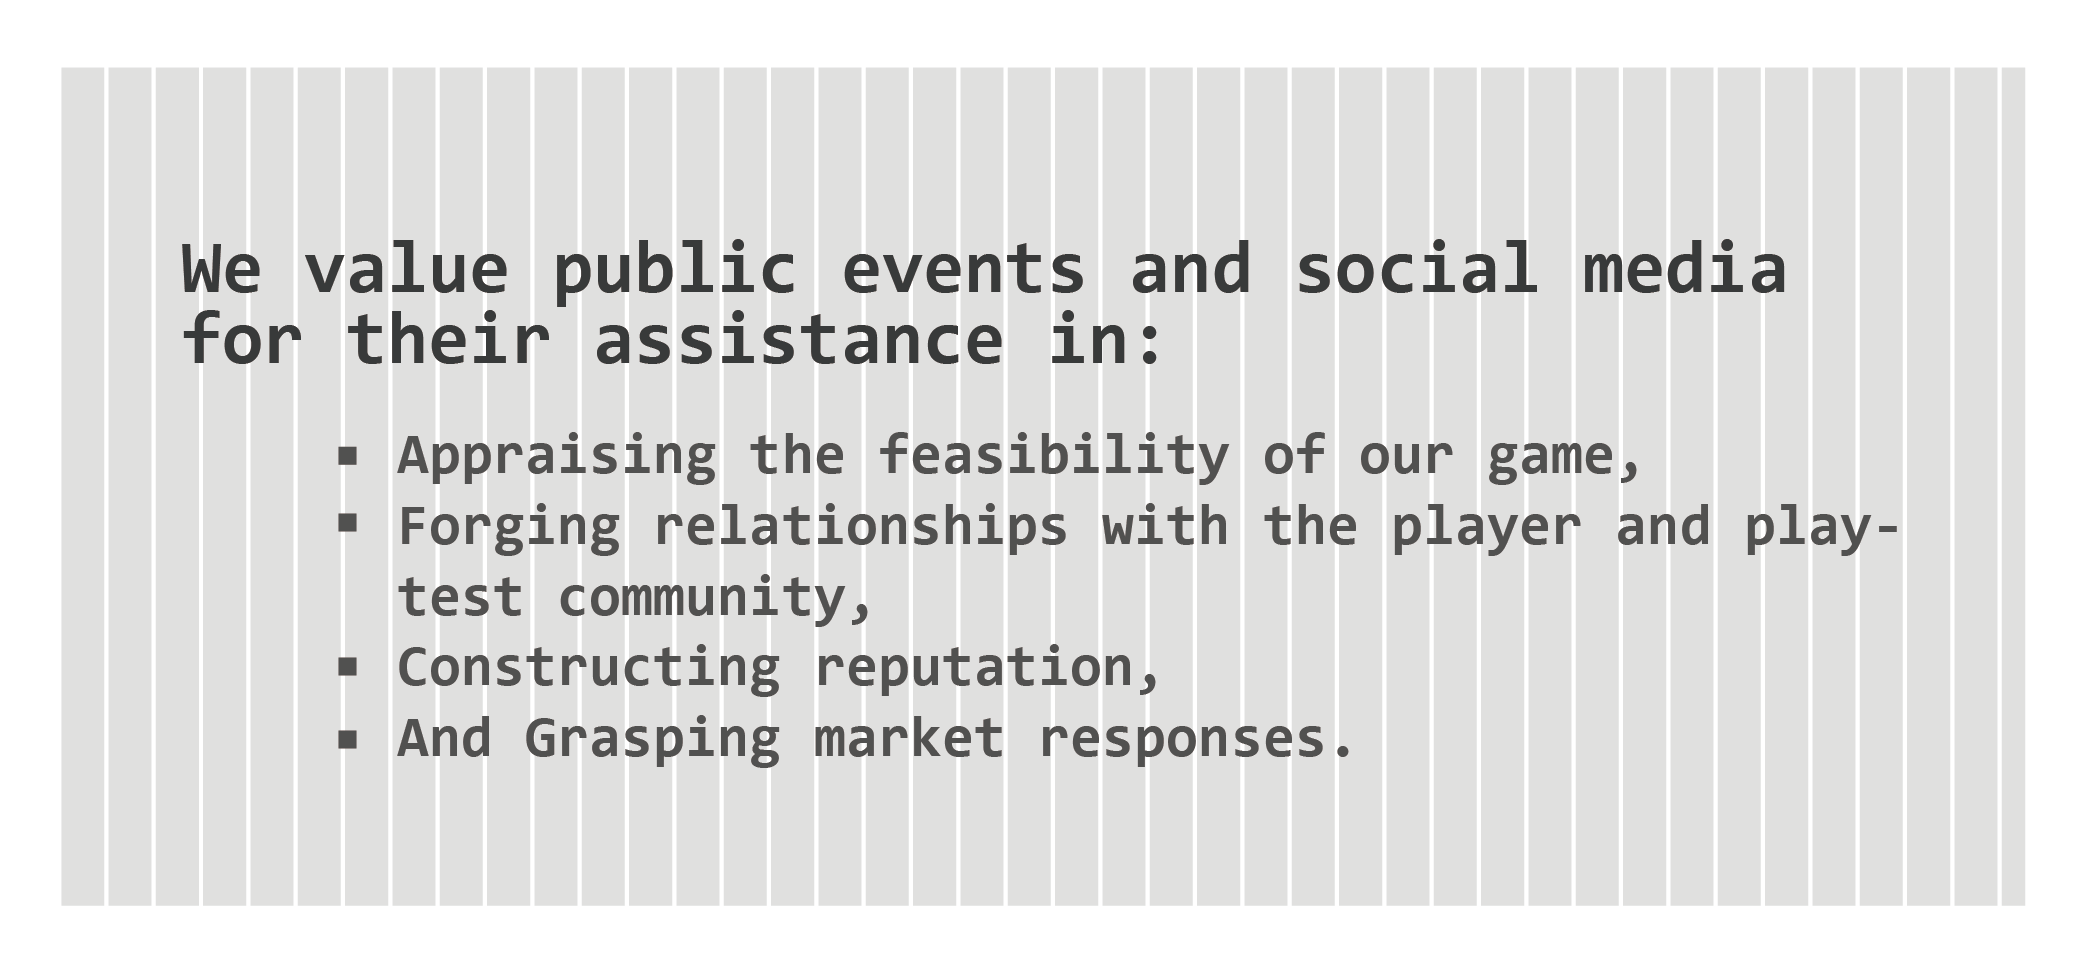 We value public events and social media
for their assistance in:
▪ Appraising the feasibility of our game,
▪ Forging relationships with the player and play-
test community,
▪ Constructing reputation,
▪ And Grasping market responses.